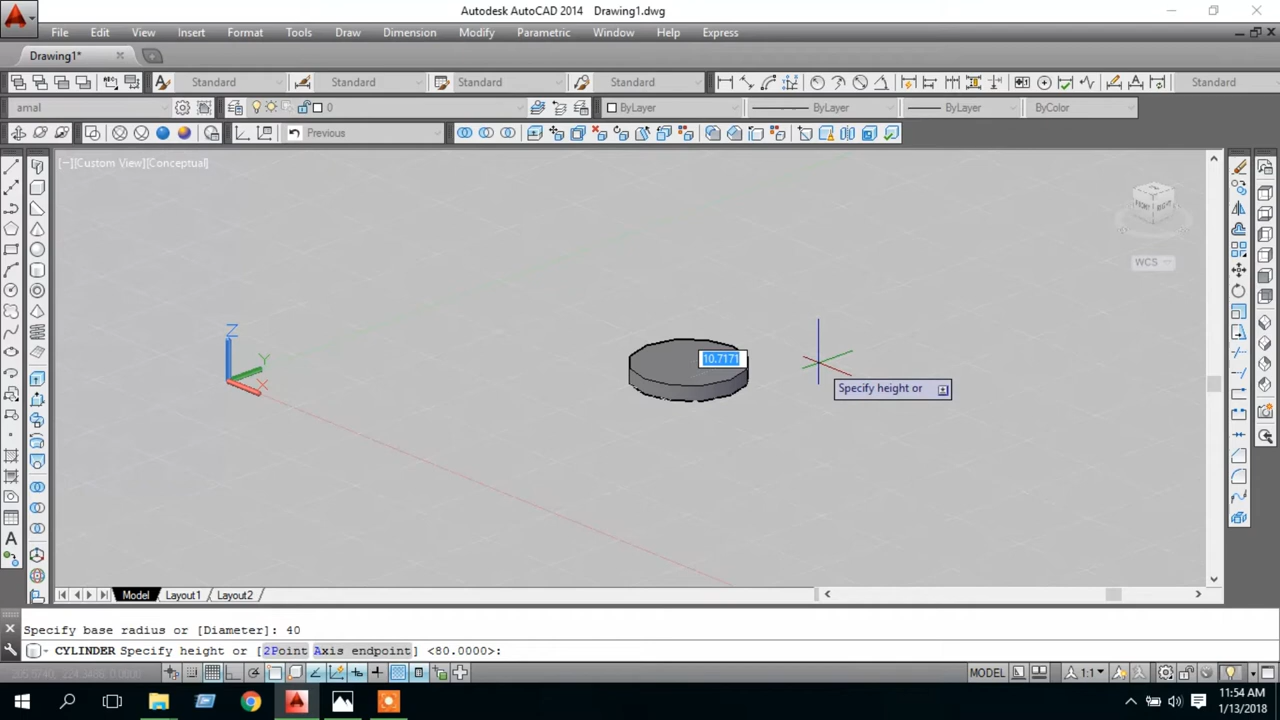 Autodesk AutoCAD 2014 Drawing1.dwg
File Edit View Insert Format Tools Draw Dimension Modify Parametric Window Help Express
Drawing1*
Standard Standard Standard Standard Standard
amal 0 ByLayer ByLayer ByLayer ByColor
Previous
[−][Custom View][Conceptual]
WCS
Z
Y
X
10.7171
Specify height or
A
Model Layout1 Layout2
Specify base radius or [Diameter]: 40
CYLINDER Specify height or [2Point Axis endpoint] <80.0000>:
MODEL 1:1
11:54 AM
1/13/2018